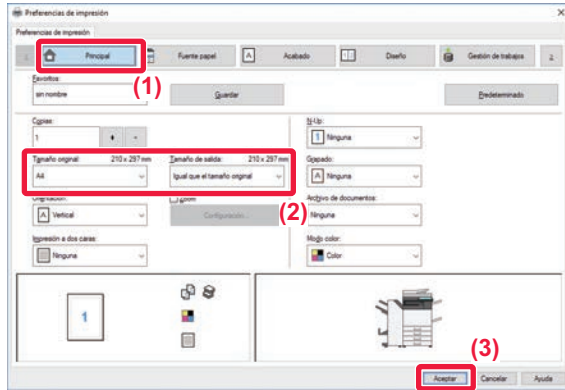 Preferencias de impresión
Preferencias de impresión
Principal
Fuente papel
Acabado
Diseño
Gestión de trabajos
(1)
Favoritos:
sin nombre
Guardar
Predeterminado
Copias:
1
N-Up:
Ninguna
Tamaño original: 210 x 297 mm
A4
Tamaño de salida: 210 x 297 mm
Igual que el tamaño original
Grapado:
Ninguna
(2)
Orientación:
Vertical
Zoom
Configuración...
Archivo de documentos:
Ninguno
Impresión a dos caras:
Ninguna
Modo color:
Color
1
(3)
Aceptar
Cancelar
Ayuda